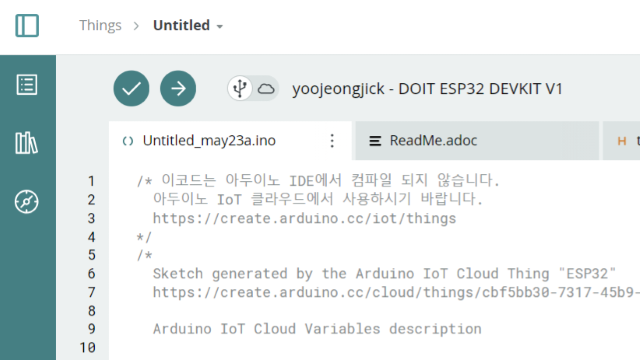 Things > Untitled
yoojeongjick - DOIT ESP32 DEVKIT V1
Untitled_may23a.ino
ReadMe.adoc
1 /* 이코드는 아두이노 IDE에서 컴파일 되지 않습니다.
2 아두이노 IoT 클라우드에서 사용하시기 바랍니다.
3 https://create.arduino.cc/iot/things
4 */
5 /*
6 Sketch generated by the Arduino IoT Cloud Thing "ESP32"
7 https://create.arduino.cc/cloud/things/cbf5bb30-7317-45b9-
8
9 Arduino IoT Cloud Variables description
10